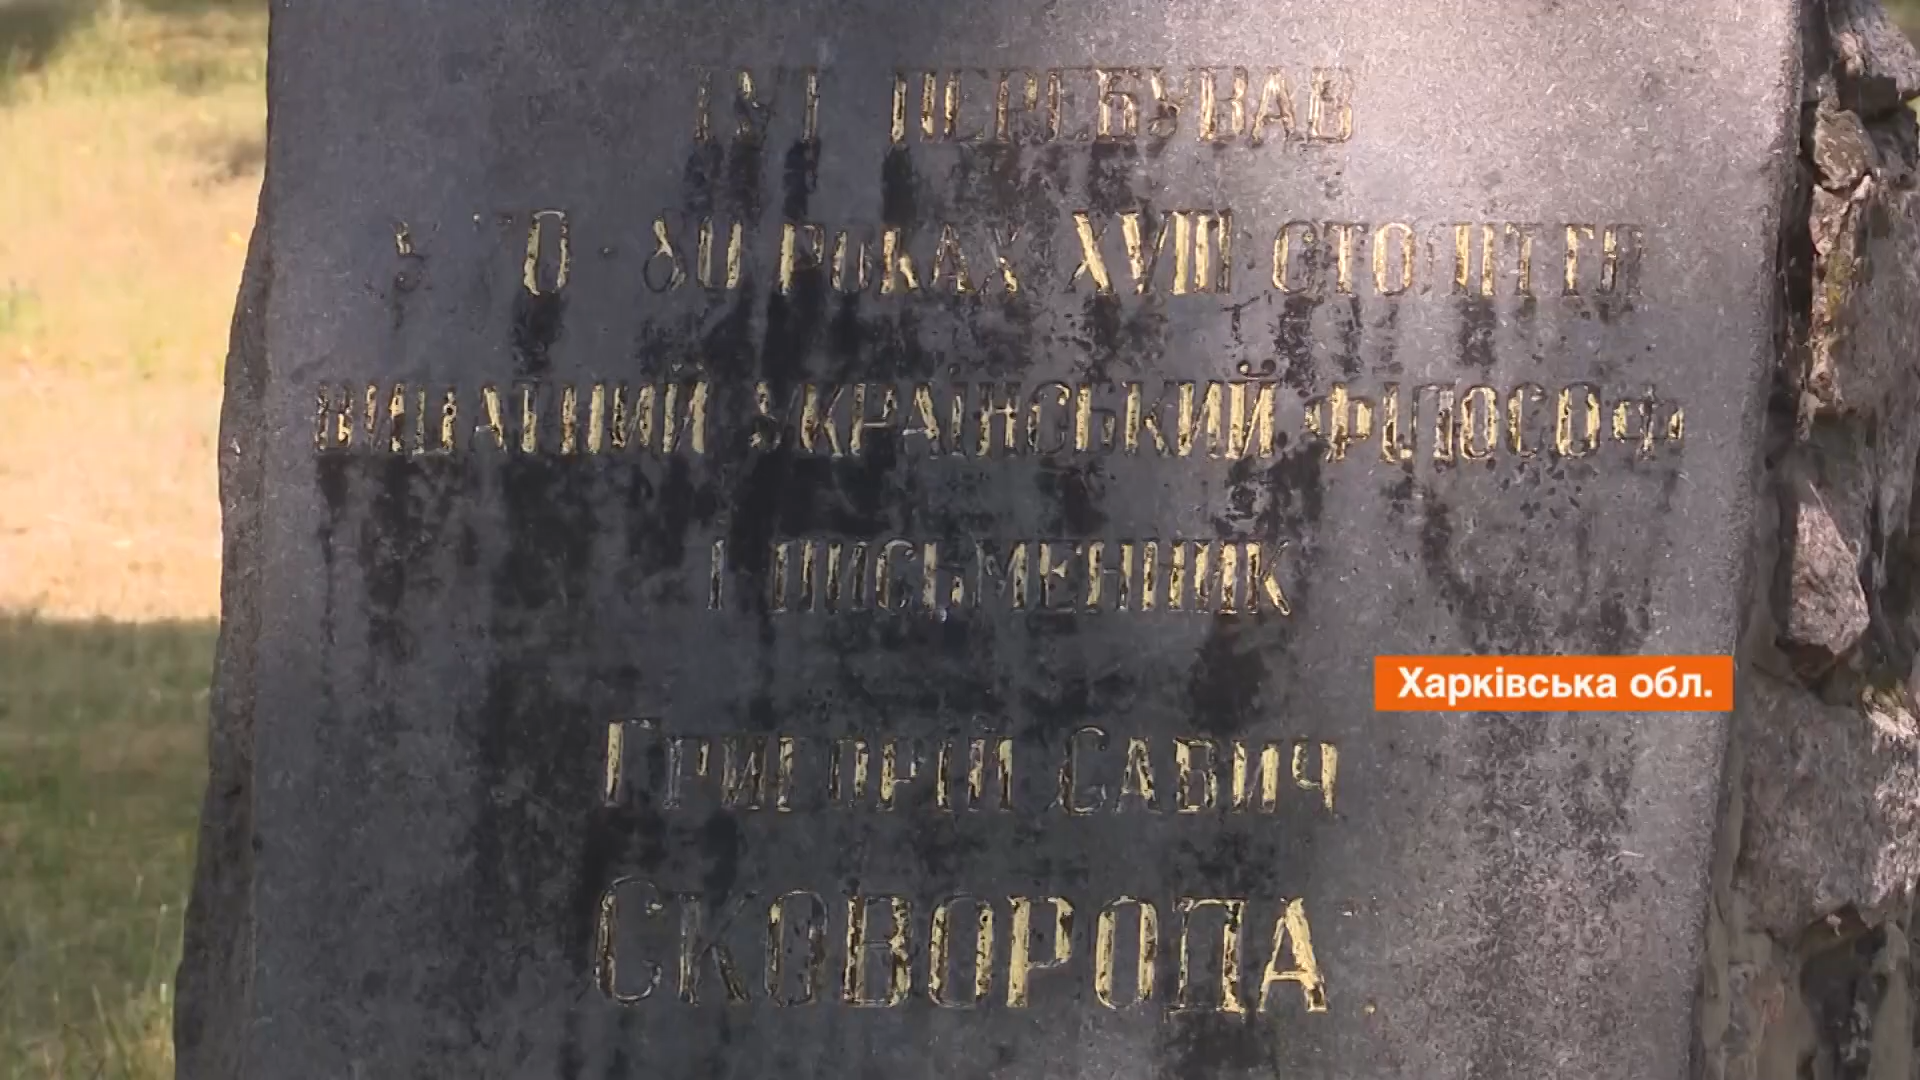 ТУТ ПЕРЕБУВАВ
У 70-80 РОКАХ XVIII СТОЛІТТЯ
ВИДАТНИЙ УКРАЇНСЬКИЙ ФІЛОСОФ
І ПИСЬМЕННИК
ГРИГОРІЙ САВИЧ
СКОВОРОДА.
Харківська обл.